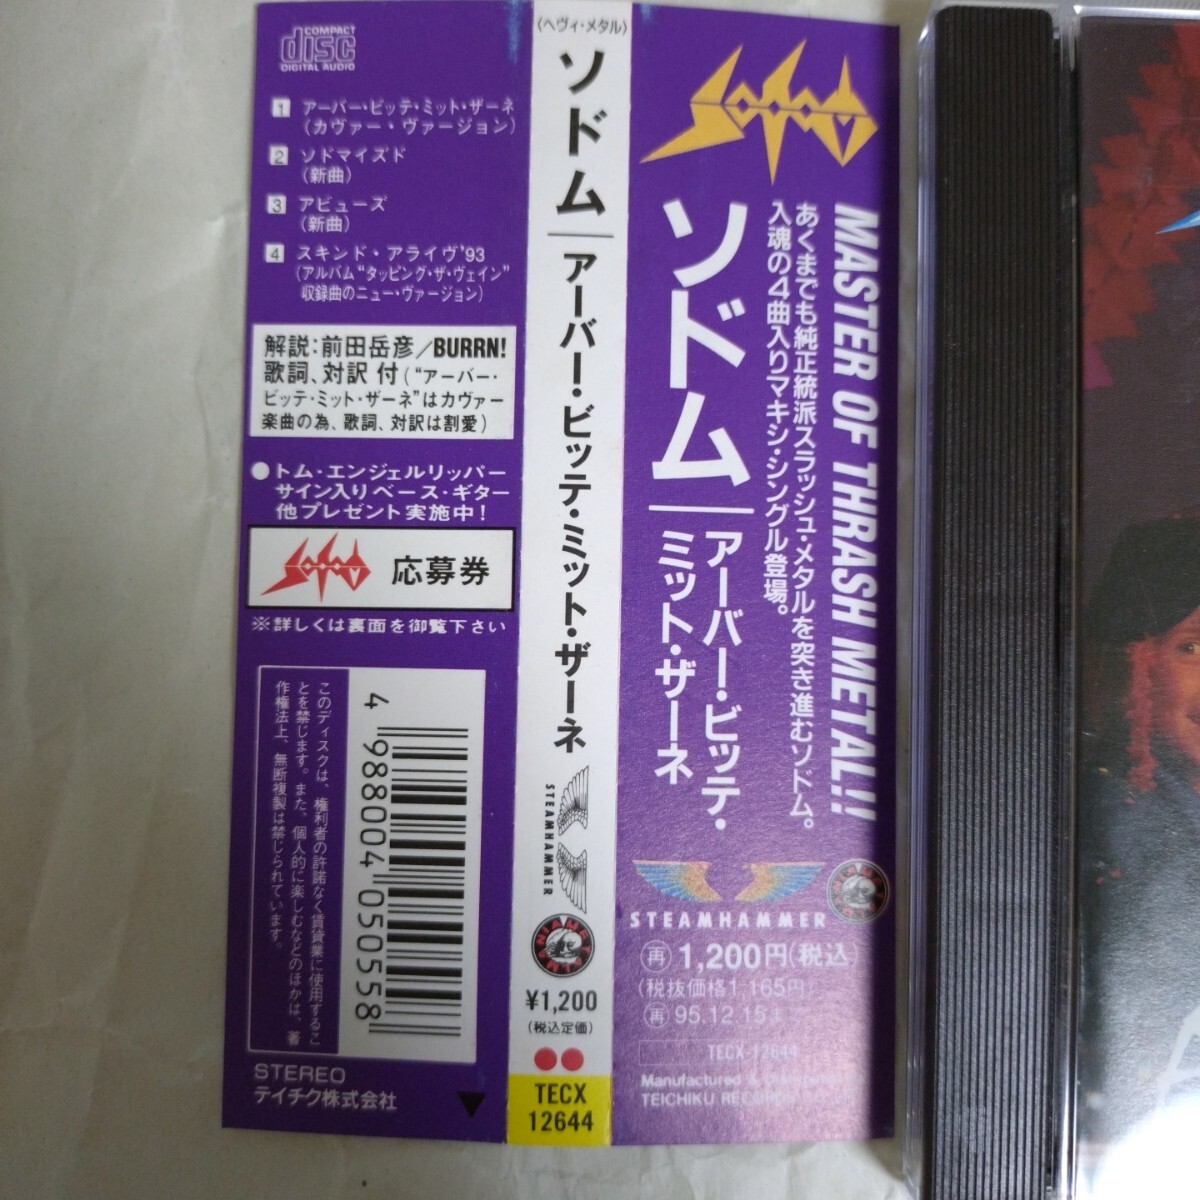 COMPACT
disc
DIGITAL AUDIO
1 アーバー・ビッテ・ミット・ザーネ
(カヴァー・ヴァージョン)
2 ソドマイズド
(新曲)
3 アビューズ
(新曲)
4 スキンド・アライヴ'93
(アルバム“タッピング・ザ・ヴェイン”
収録曲のニュー・ヴァージョン)
解説:前田岳彦/BURRN!
歌詞、対訳 付(“アーバー・
ビッテ・ミット・ザーネ”はカヴァー
楽曲の為、歌詞、対訳は割愛)
●トム・エンジェルリッパー
サイン入りベース・ギター
他プレゼント実施中!
Sodom 応募券
※詳しくは裏面を御覧下さい
このディスクは、権利者の許諾なく賃貸業に使用するこ
とを禁じます。また、個人的に楽しむなどのほかは、著
作権法上、無断複製は禁じられています。
4 988004 050558
STEREO
テイチク株式会社
〈ヘヴィ・メタル〉
ソドム
アーバー・ビッテ・ミット・ザーネ
STEAMHAMMER
METALMANIA
¥1,200
(税込定価)
TECX
12644
Sodom
MASTER OF THRASH METAL!!
あくまでも純正統派スラッシュ・メタルを突き進むソドム。
入魂の4曲入りマキシ・シングル登場。
ソドム
アーバー・ビッテ・
ミット・ザーネ
STEAMHAMMER
再 1,200円(税込)
(税抜価格1 165円)
再 95.12.15まで
TECX-12644
Manufactured &
TEICHIKU RECORDS